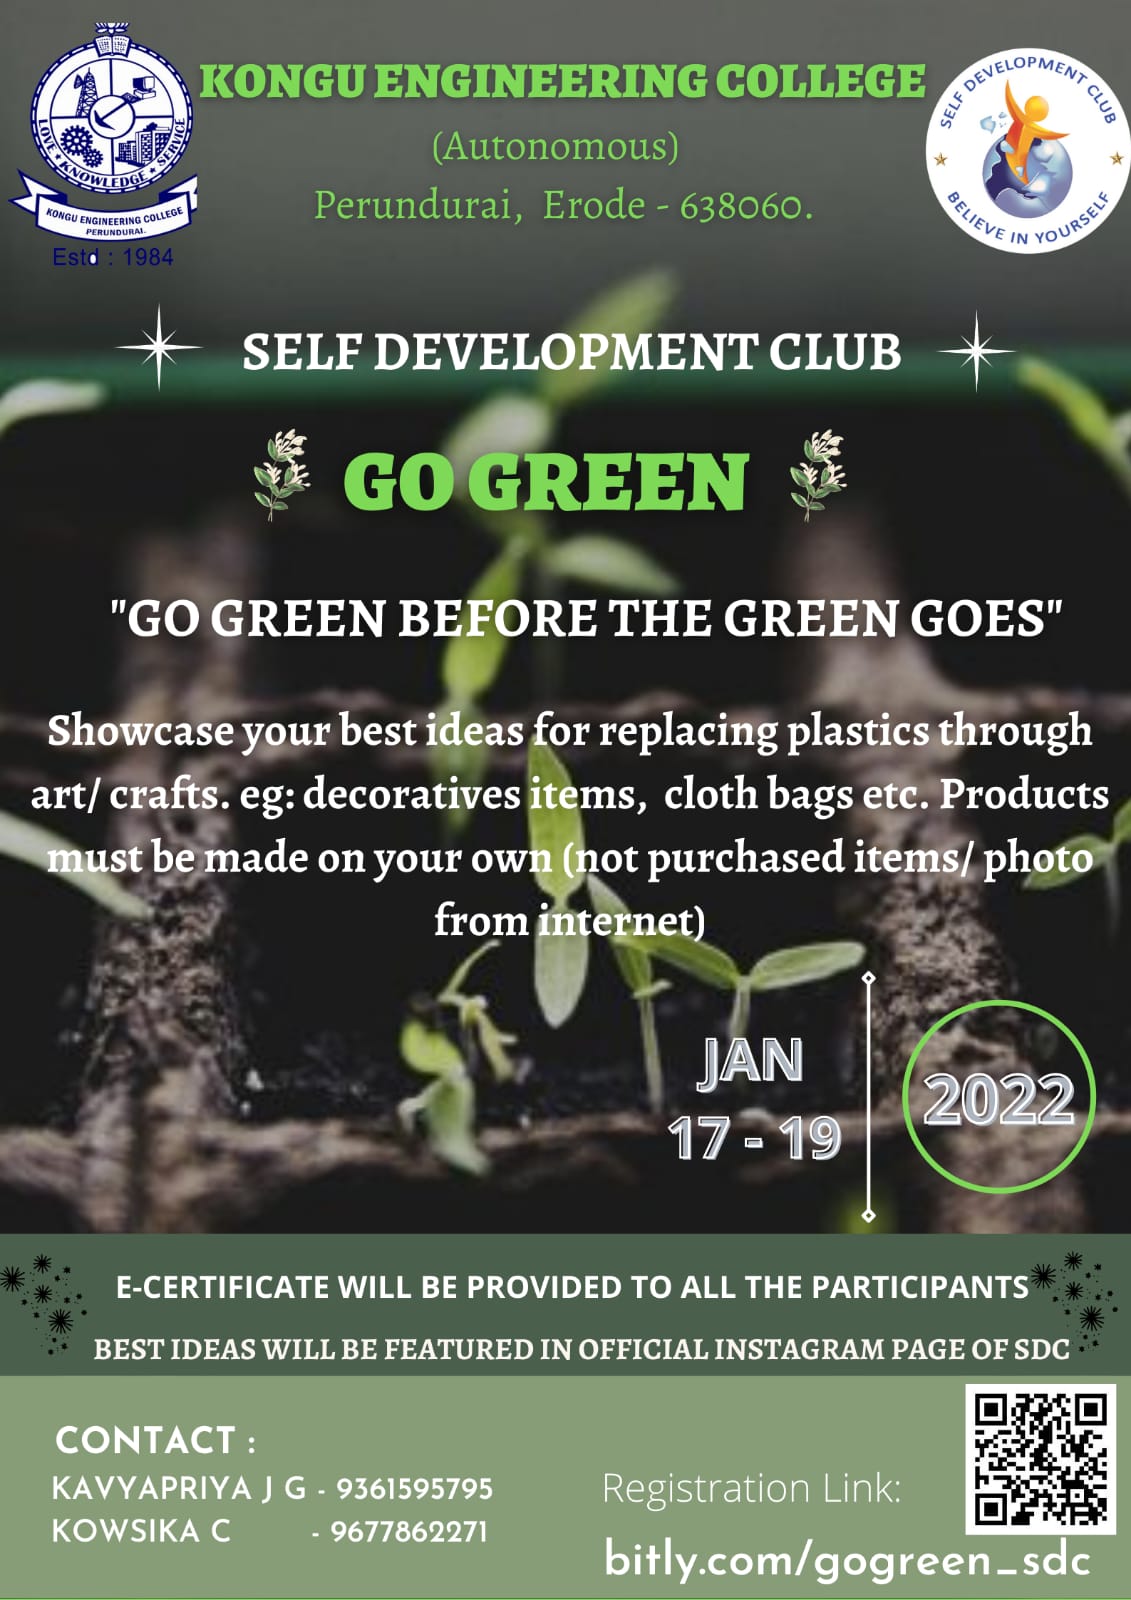 KONGU ENGINEERING COLLEGE
(Autonomous)
Perundurai, Erode - 638060.
LOVE ★ KNOWLEDGE ★ SERVICE
KONGU ENGINEERING COLLEGE
PERUNDURAI.
Estd : 1984
SELF DEVELOPMENT CLUB
BELIEVE IN YOURSELF
SELF DEVELOPMENT CLUB
GO GREEN
"GO GREEN BEFORE THE GREEN GOES"
Showcase your best ideas for replacing plastics through
art/ crafts. eg: decoratives items, cloth bags etc. Products
must be made on your own (not purchased items/ photo
from internet)
JAN
17 - 19
2022
E-CERTIFICATE WILL BE PROVIDED TO ALL THE PARTICIPANTS
BEST IDEAS WILL BE FEATURED IN OFFICIAL INSTAGRAM PAGE OF SDC
CONTACT :
KAVYAPRIYA J G - 9361595795
KOWSIKA C - 9677862271
Registration Link:
bitly.com/gogreen_sdc